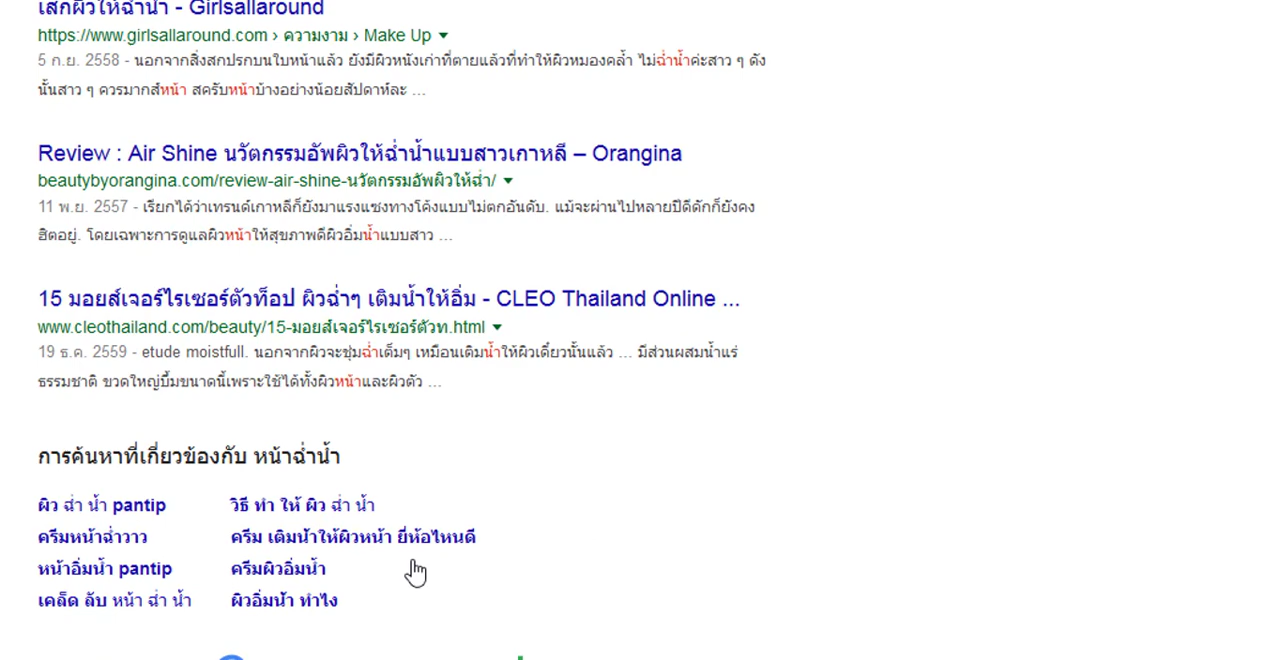 เสกผิวให้ฉ่ำน้ำ - Girlsallaround
https://www.girlsallaround.com › ความงาม › Make Up
5 ก.ย. 2558 - นอกจากสิ่งสกปรกบนใบหน้าแล้ว ยังมีผิวหนังเก่าที่ตายแล้วที่ทำให้ผิวหมองคล้ำ ไม่ฉ่ำน้ำค่ะสาว ๆ ดัง
นั้นสาว ๆ ควรมากส์หน้า สครับหน้าบ้างอย่างน้อยสัปดาห์ละ ...
Review : Air Shine นวัตกรรมอัพผิวให้ฉ่ำน้ำแบบสาวเกาหลี – Orangina
beautybyorangina.com/review-air-shine-นวัตกรรมอัพผิวให้ฉ่ำ/
11 พ.ย. 2557 - เรียกได้ว่าเทรนด์เกาหลีก็ยังมาแรงแซงทางโค้งแบบไม่ตกอันดับ. แม้จะผ่านไปหลายปีดีดักก็ยังคง
ฮิตอยู่. โดยเฉพาะการดูแลผิวหน้าให้สุขภาพดีผิวอิ่มน้ำแบบสาว ...
15 มอยส์เจอร์ไรเซอร์ตัวท็อป ผิวฉ่ำๆ เติมน้ำให้อิ่ม - CLEO Thailand Online ...
www.cleothailand.com/beauty/15-มอยส์เจอร์ไรเซอร์ตัวท.html
19 ธ.ค. 2559 - etude moistfull. นอกจากผิวจะชุ่มฉ่ำเต็มๆ เหมือนเติมน้ำให้ผิวเดี๋ยวนั้นแล้ว ... มีส่วนผสมน้ำแร่
ธรรมชาติ ขวดใหญ่บึ้มขนาดนี้เพราะใช้ได้ทั้งผิวหน้าและผิวตัว ...
การค้นหาที่เกี่ยวข้องกับ หน้าฉ่ำน้ำ
ผิว ฉ่ำ น้ำ pantip
วิธี ทำ ให้ ผิว ฉ่ำ น้ำ
ครีมหน้าฉ่ำวาว
ครีม เติมน้ําให้ผิวหน้า ยี่ห้อไหนดี
หน้าอิ่มน้ำ pantip
ครีมผิวอิ่มน้ำ
เคล็ด ลับ หน้า ฉ่ำ น้ำ
ผิวอิ่มน้ํา ทําไง